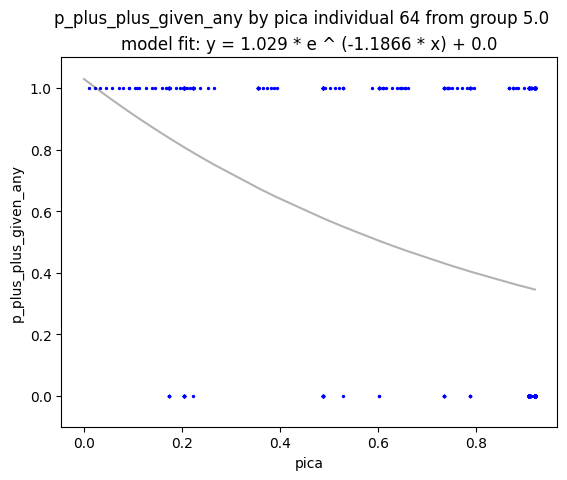 p_plus_plus_given_any by pica individual 64 from group 5.0
model fit: y = 1.029 * e ^ (-1.1866 * x) + 0.0
1.0
0.8
0.6
0.4
0.2
0.0
p_plus_plus_given_any
0.0 0.2 0.4 0.6 0.8
pica